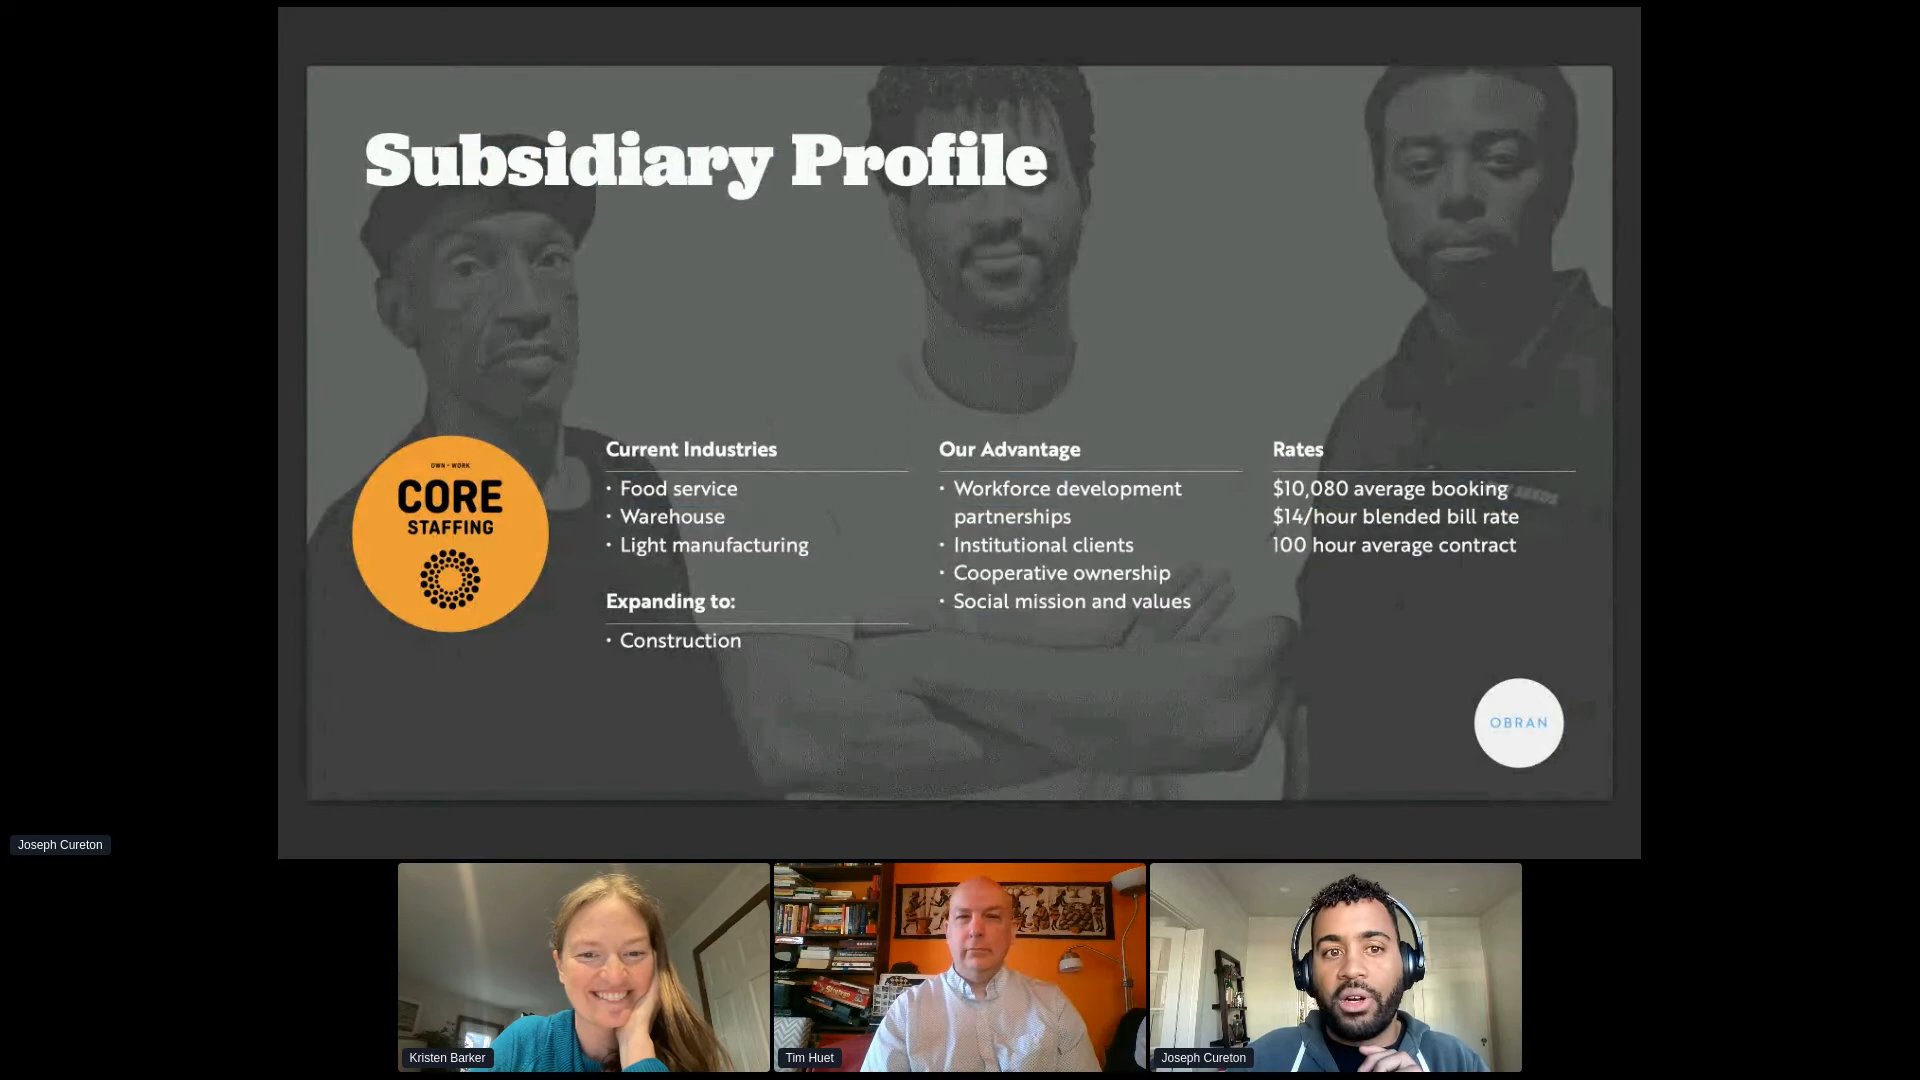 Subsidiary Profile
OWN • WORK
CORE
STAFFING
Current Industries
• Food service
• Warehouse
• Light manufacturing
Expanding to:
• Construction
Our Advantage
• Workforce development
partnerships
• Institutional clients
• Cooperative ownership
• Social mission and values
Rates
$10,080 average booking
$14/hour blended bill rate
100 hour average contract
SEEDS
OBRAN
Joseph Cureton
Stratego
Kristen Barker
Tim Huet
Joseph Cureton